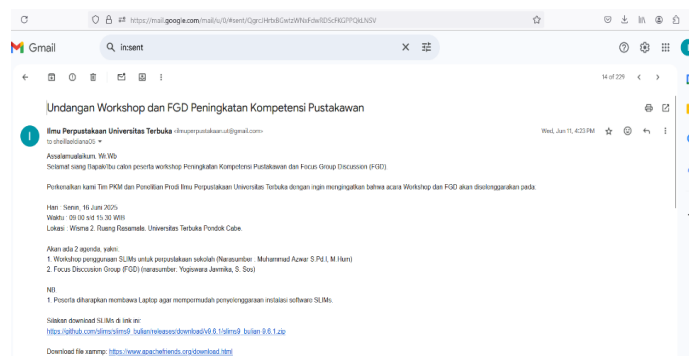 https://mail.google.com/mail/u/0/#sent/
Gmail
in:sent
14 of 229
Undangan Workshop dan FGD Peningkatan Kompetensi Pustakawan
Ilmu Perpustakaan Universitas Terbuka <ilmuperpustakaan.ut@gmail.com>
Wed, Jun 11, 4:23 PM
to sheillaeldiana05
Assalamualaikum. Wr.Wb
Selamat siang Bapak/Ibu calon peserta workshop Peningkatan Kompetensi Pustakawan dan Focus Group Discussion (FGD)
Perkenalkan kami Tim PKM dan Penelitian Prodi Ilmu Perpustakaan Universitas Terbuka dengan ingin mengingatkan bahwa acara Workshop dan FGD akan diselenggarakan pada:
Hari : Senin, 16 Juni 2025
Waktu : 09.00 s/d 15.30 WIB
Lokasi : Wisma 2. Ruang Rasamala. Universitas Terbuka Pondok Cabe.
Akan ada 2 agenda, yakni:
1. Workshop penggunaan SLIMs untuk perpustakaan sekolah (Narasumber : Muhammad Azwar S.Pd.I, M.Hum)
2. Focus Disccusion Group (FGD) (narasumber: Yogiswara Javmika, S. Sos)
NB.
1. Peserta diharapkan membawa Laptop agar mempermudah penyelenggaraan instalasi software SLIMs.
Silakan download SLIMs di link ini:
https://github.com/slims/slims9_bulian/releases/download/v9.6.1/slims9_bulian-9.6.1.zip
Download file xampp: https://www.apachefriends.org/download.html